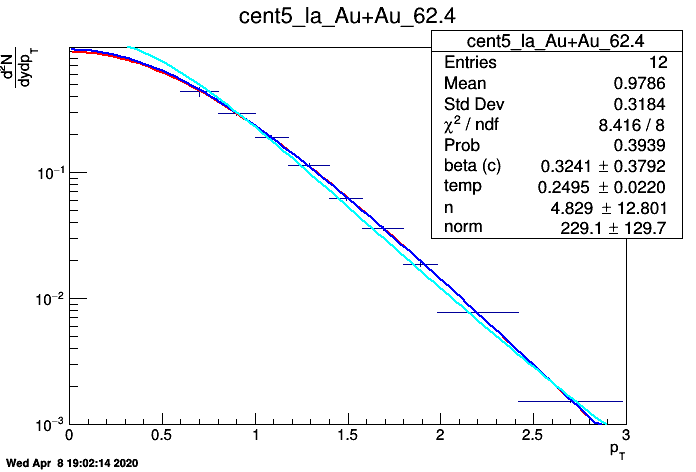 cent5_la_Au+Au_62.4
d²N
dydp_T
cent5_la_Au+Au_62.4
Entries 12
Mean 0.9786
Std Dev 0.3184
χ² / ndf 8.416 / 8
Prob 0.3939
beta (c) 0.3241 ± 0.3792
temp 0.2495 ± 0.0220
n 4.829 ± 12.801
norm 229.1 ± 129.7
10⁻¹
10⁻²
10⁻³
0 0.5 1 1.5 2 2.5 3
p_T
Wed Apr 8 19:02:14 2020